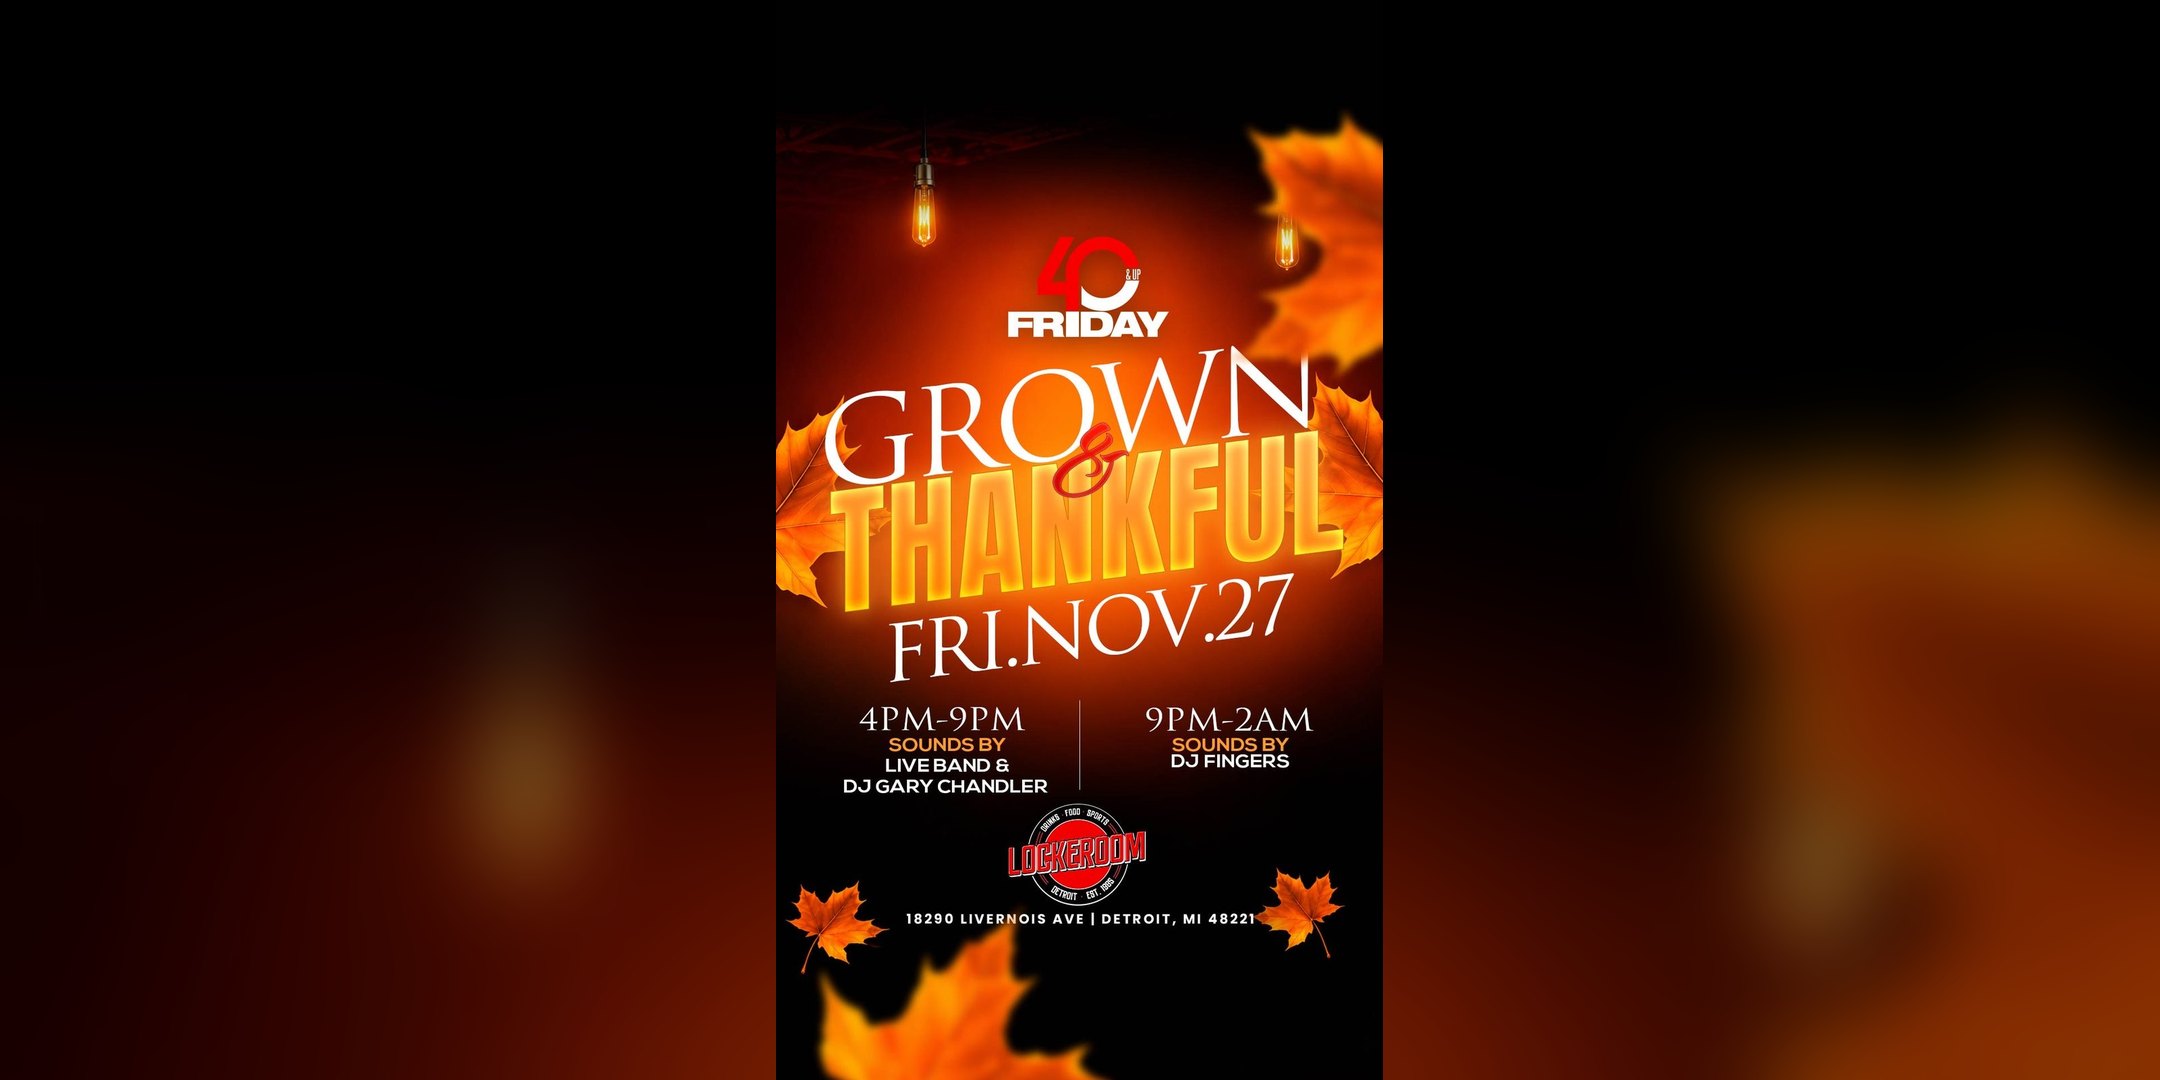 40
& UP
FRIDAY
GROWN
&
THANKFUL
FRI.NOV.27
4PM-9PM
SOUNDS BY
LIVE BAND &
DJ GARY CHANDLER
9PM-2AM
SOUNDS BY
DJ FINGERS
DRINKS · FOOD · SPORTS
LOCKEROOM
DETROIT · EST. 1985
18290 LIVERNOIS AVE | DETROIT, MI 48221